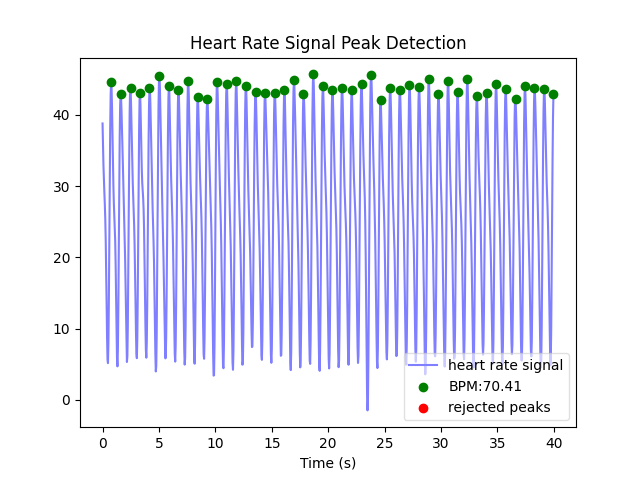 Heart Rate Signal Peak Detection
40
30
20
10
0
heart rate signal
BPM:70.41
rejected peaks
0 5 10 15 20 25 30 35 40
Time (s)